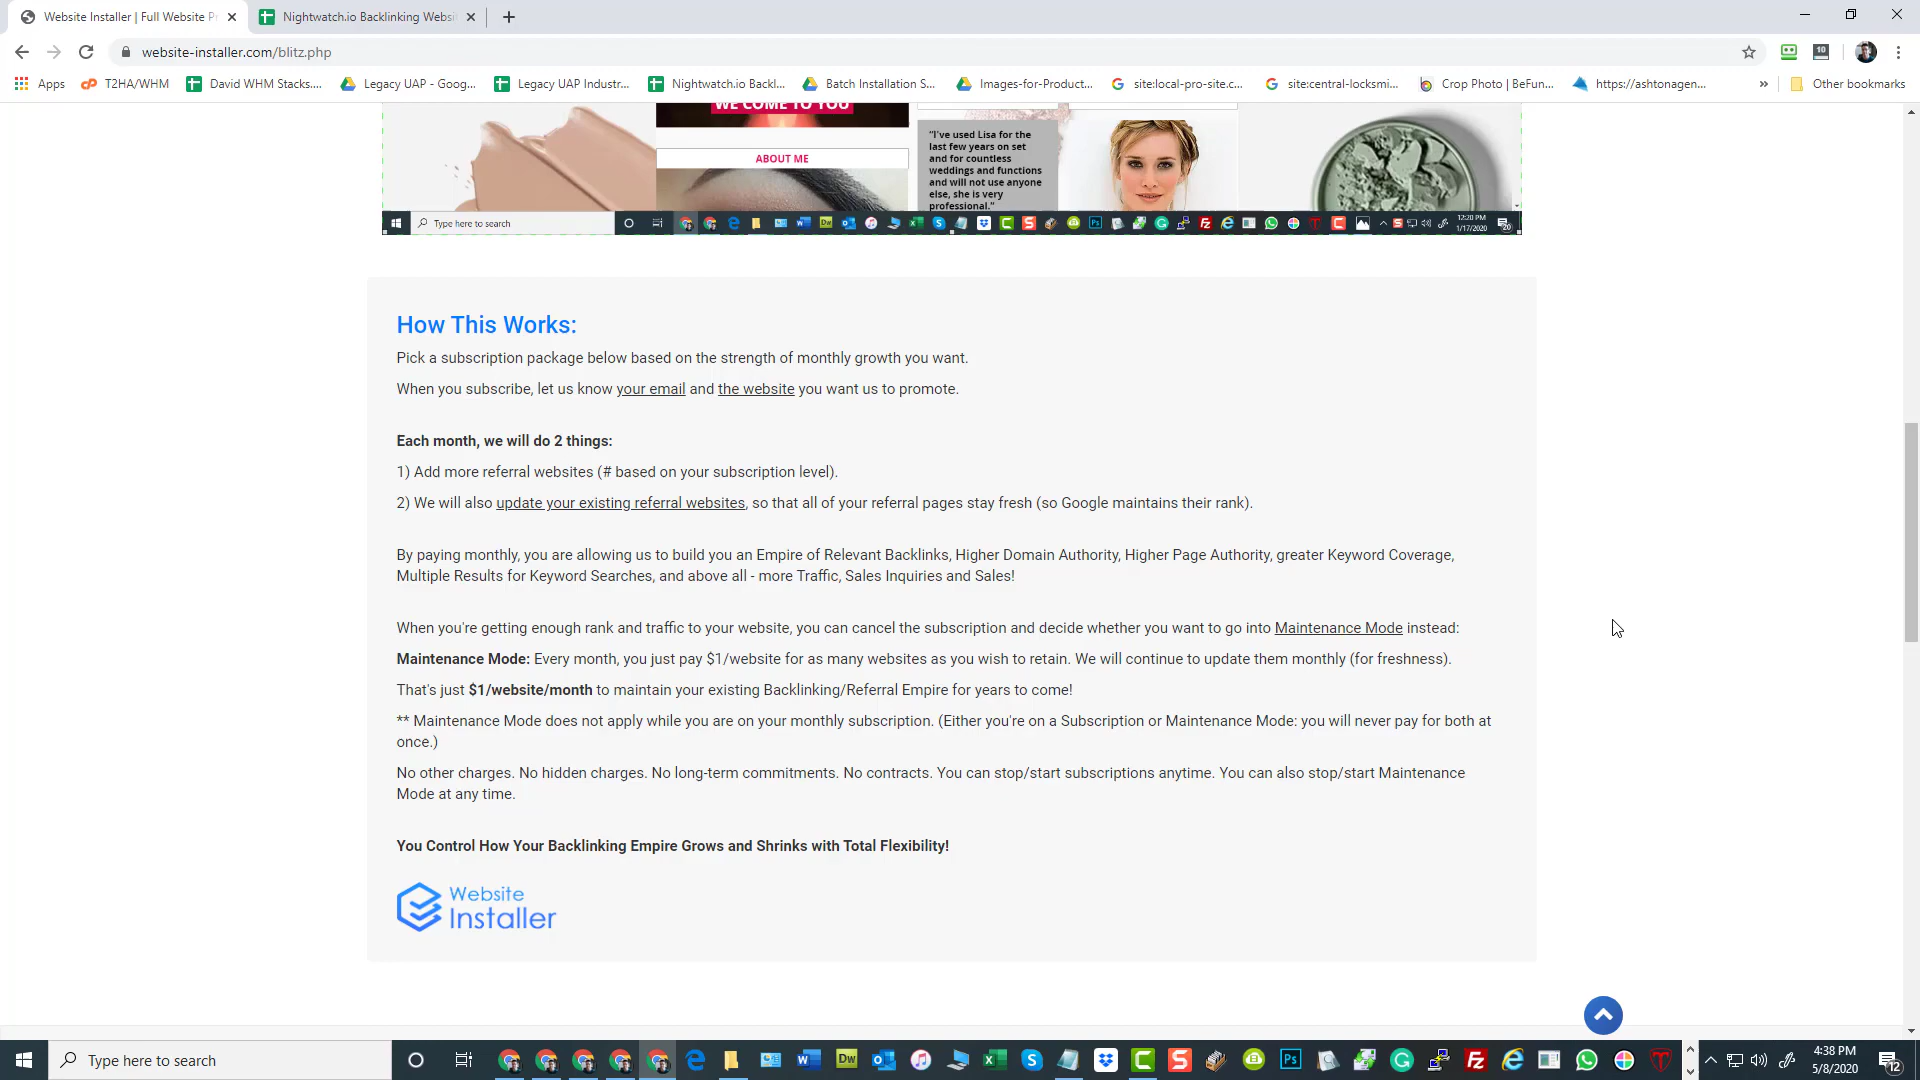 Website Installer | Full Website P
Nightwatch.io Backlinking Websi
website-installer.com/blitz.php
10
Apps
T2HA/WHM
David WHM Stacks....
Legacy UAP - Goog...
Legacy UAP Industr...
Nightwatch.io Backl...
Batch Installation S...
Images-for-Product...
site:local-pro-site.c...
site:central-locksmi...
Crop Photo | BeFun...
https://ashtonagen...
»
Other bookmarks
WE COME TO YOU
ABOUT ME
“I've used Lisa for the
last few years on set
and for countless
weddings and functions
and will not use anyone
else, she is very
professional.”
Type here to search
12:20 PM
1/17/2020
20
How This Works:
Pick a subscription package below based on the strength of monthly growth you want.
When you subscribe, let us know your email and the website you want us to promote.
Each month, we will do 2 things:
1) Add more referral websites (# based on your subscription level).
2) We will also update your existing referral websites, so that all of your referral pages stay fresh (so Google maintains their rank).
By paying monthly, you are allowing us to build you an Empire of Relevant Backlinks, Higher Domain Authority, Higher Page Authority, greater Keyword Coverage,
Multiple Results for Keyword Searches, and above all - more Traffic, Sales Inquiries and Sales!
When you're getting enough rank and traffic to your website, you can cancel the subscription and decide whether you want to go into Maintenance Mode instead:
Maintenance Mode: Every month, you just pay $1/website for as many websites as you wish to retain. We will continue to update them monthly (for freshness).
That's just $1/website/month to maintain your existing Backlinking/Referral Empire for years to come!
** Maintenance Mode does not apply while you are on your monthly subscription. (Either you're on a Subscription or Maintenance Mode: you will never pay for both at
once.)
No other charges. No hidden charges. No long-term commitments. No contracts. You can stop/start subscriptions anytime. You can also stop/start Maintenance
Mode at any time.
You Control How Your Backlinking Empire Grows and Shrinks with Total Flexibility!
Website
Installer
Type here to search
Dw
Ps
4:38 PM
5/8/2020
12